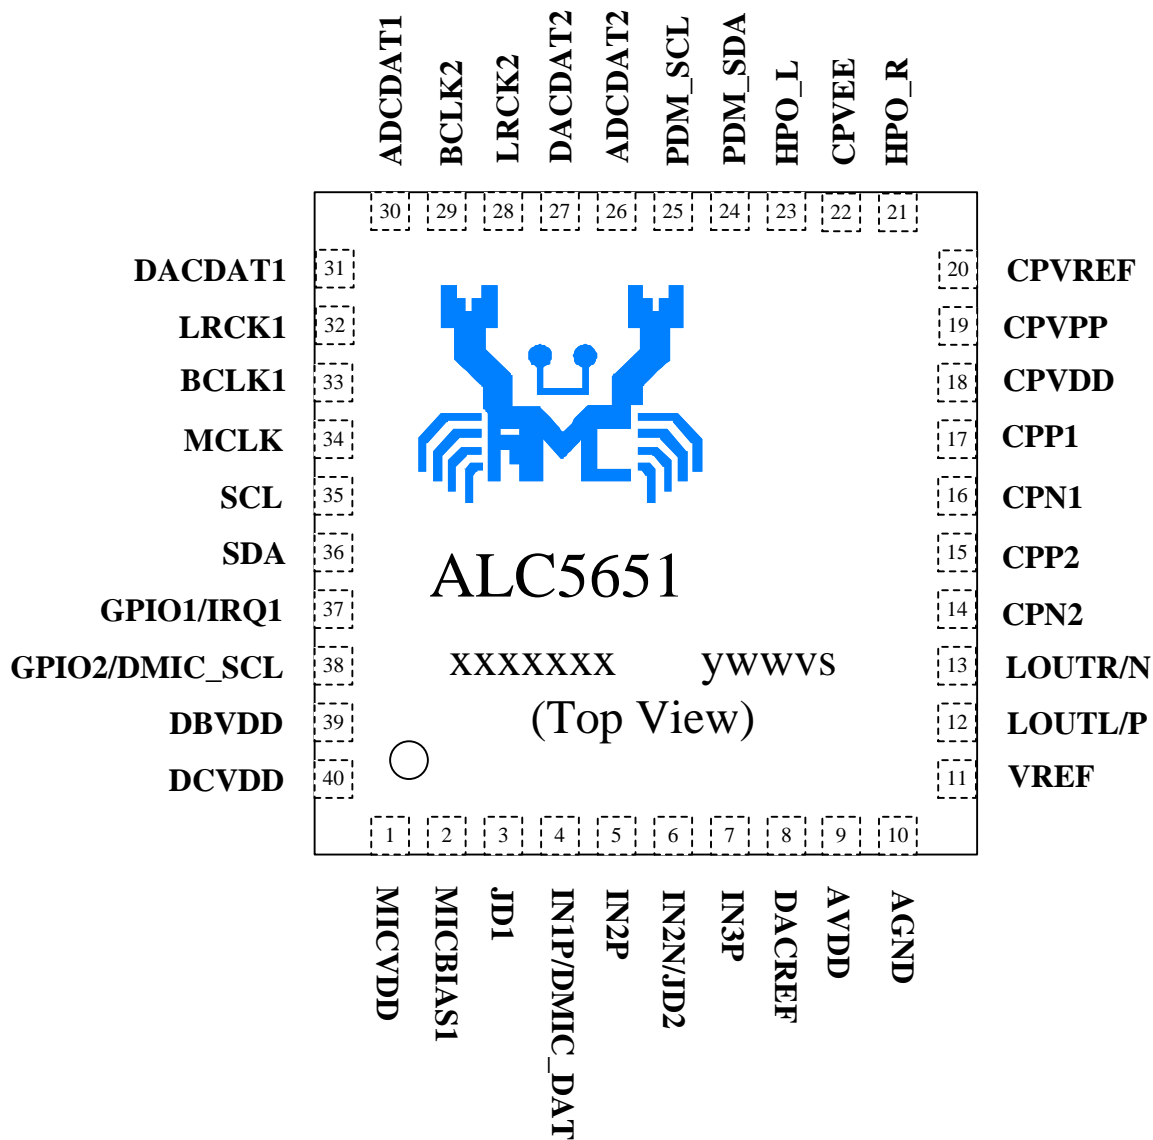 ADCDAT1
BCLK2
LRCK2
DACDAT2
ADCDAT2
PDM_SCL
PDM_SDA
HPO_L
CPVEE
HPO_R
30 29 28 27 26 25 24 23 22 21
DACDAT1 31
LRCK1 32
BCLK1 33
MCLK 34
SCL 35
SDA 36
GPIO1/IRQ1 37
GPIO2/DMIC_SCL 38
DBVDD 39
DCVDD 40
20 CPVREF
19 CPVPP
18 CPVDD
17 CPP1
16 CPN1
15 CPP2
14 CPN2
13 LOUTR/N
12 LOUTL/P
11 VREF
ALC5651
xxxxxxx ywwvs
(Top View)
1 2 3 4 5 6 7 8 9 10
MICVDD
MICBIAS1
JD1
IN1P/DMIC_DAT
IN2P
IN2N/JD2
IN3P
DACREF
AVDD
AGND